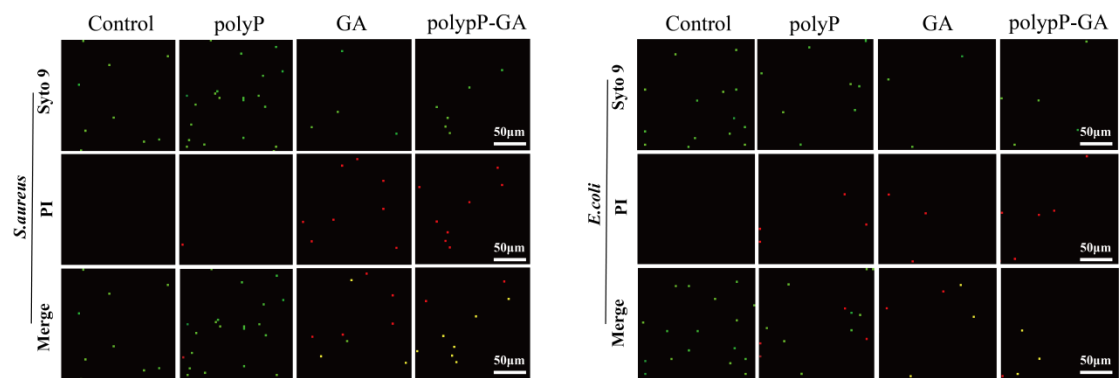 Control polyP GA polypP-GA
Syto 9
50μm
S.aureus
PI
50μm
Merge
50μm
Control polyP GA polypP-GA
Syto 9
50μm
E.coli
PI
50μm
Merge
50μm